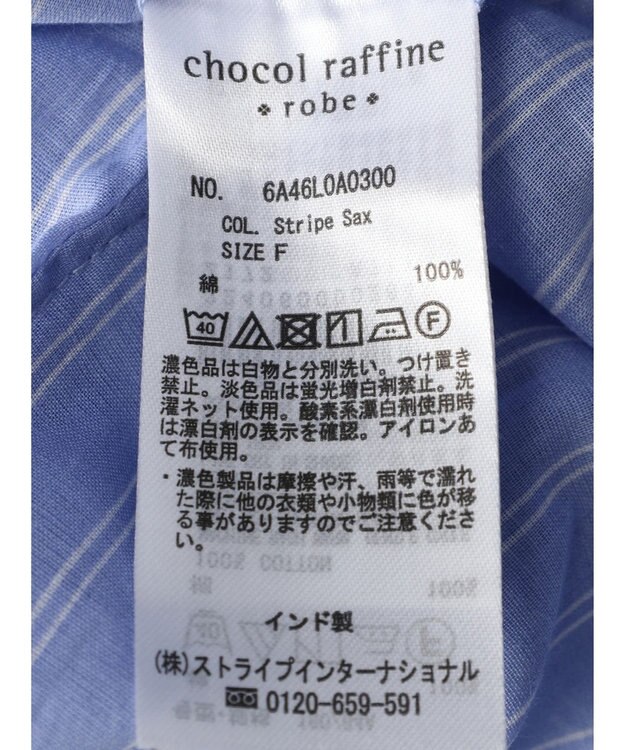 chocol raffine
robe
NO. 6A46L0A0300
COL. Stripe Sax
SIZE F
綿 100%
40 F
濃色品は白物と分別洗い。つけ置き
禁止。淡色品は蛍光増白剤禁止。洗
濯ネット使用。酸素系漂白剤使用時
は漂白剤の表示を確認。アイロンあ
て布使用。
・濃色製品は摩擦や汗、雨等で濡れ
た際に他の衣類や小物類に色が移
る事がありますのでご注意くださ
い。
インド製
(株)ストライプインターナショナル
0120-659-591